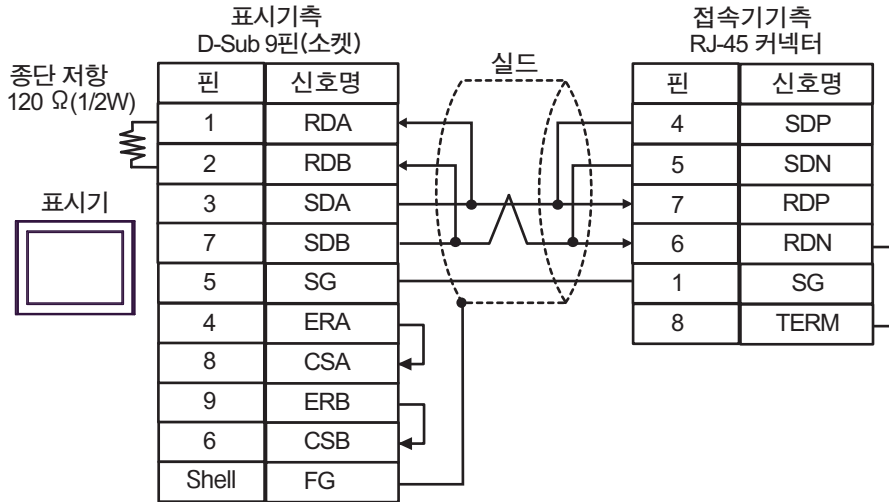 표시기측
D-Sub 9핀(소켓)
접속기기측
RJ-45 커넥터
종단 저항
120 Ω(1/2W)
실드
표시기
핀 신호명
1 RDA
2 RDB
3 SDA
7 SDB
5 SG
4 ERA
8 CSA
9 ERB
6 CSB
Shell FG
핀 신호명
4 SDP
5 SDN
7 RDP
6 RDN
1 SG
8 TERM